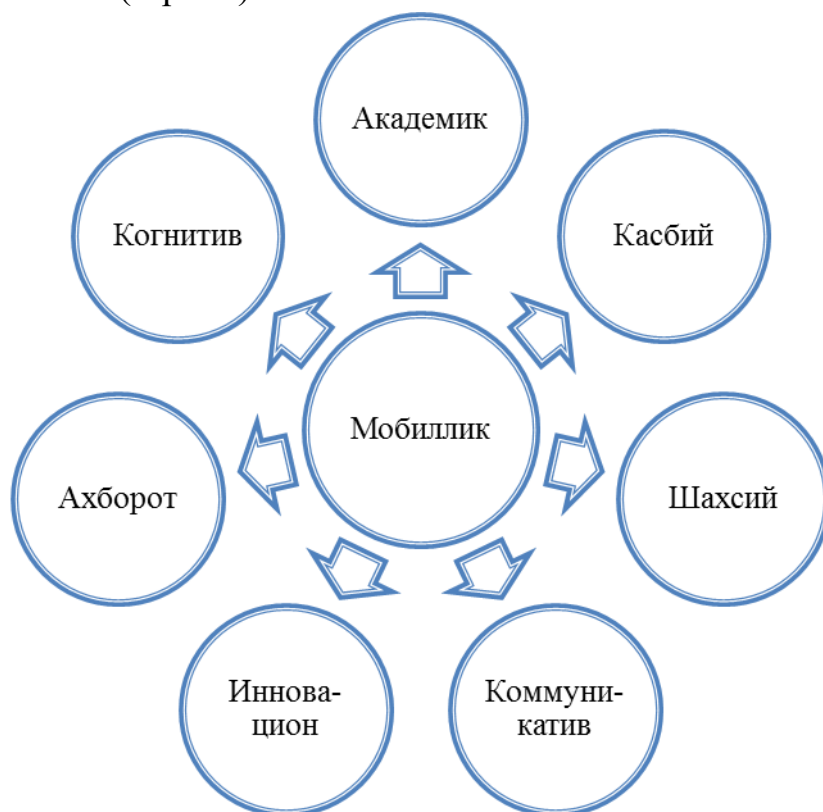 Академик
Когнитив
Касбий
Мобиллик
Ахборот
Шахсий
Иннова-
цион
Коммуни-
катив